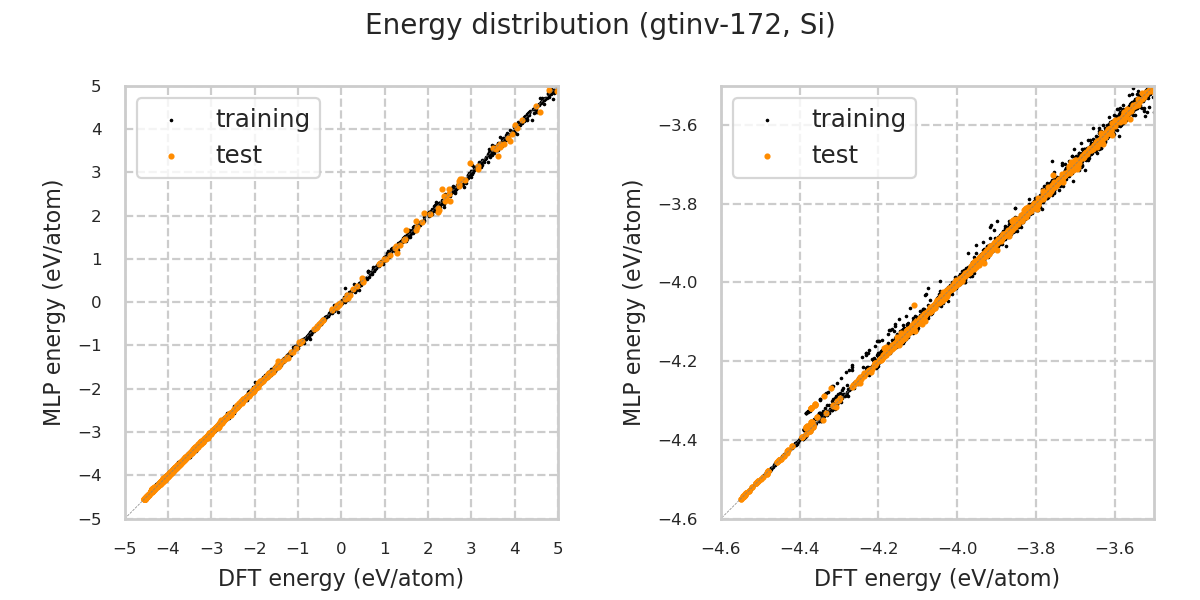 Energy distribution (gtinv-172, Si)
training
test
5
4
3
2
1
0
−1
−2
−3
−4
−5
−5 −4 −3 −2 −1 0 1 2 3 4 5
MLP energy (eV/atom)
DFT energy (eV/atom)
training
test
−3.6
−3.8
−4.0
−4.2
−4.4
−4.6
−4.6 −4.4 −4.2 −4.0 −3.8 −3.6
MLP energy (eV/atom)
DFT energy (eV/atom)